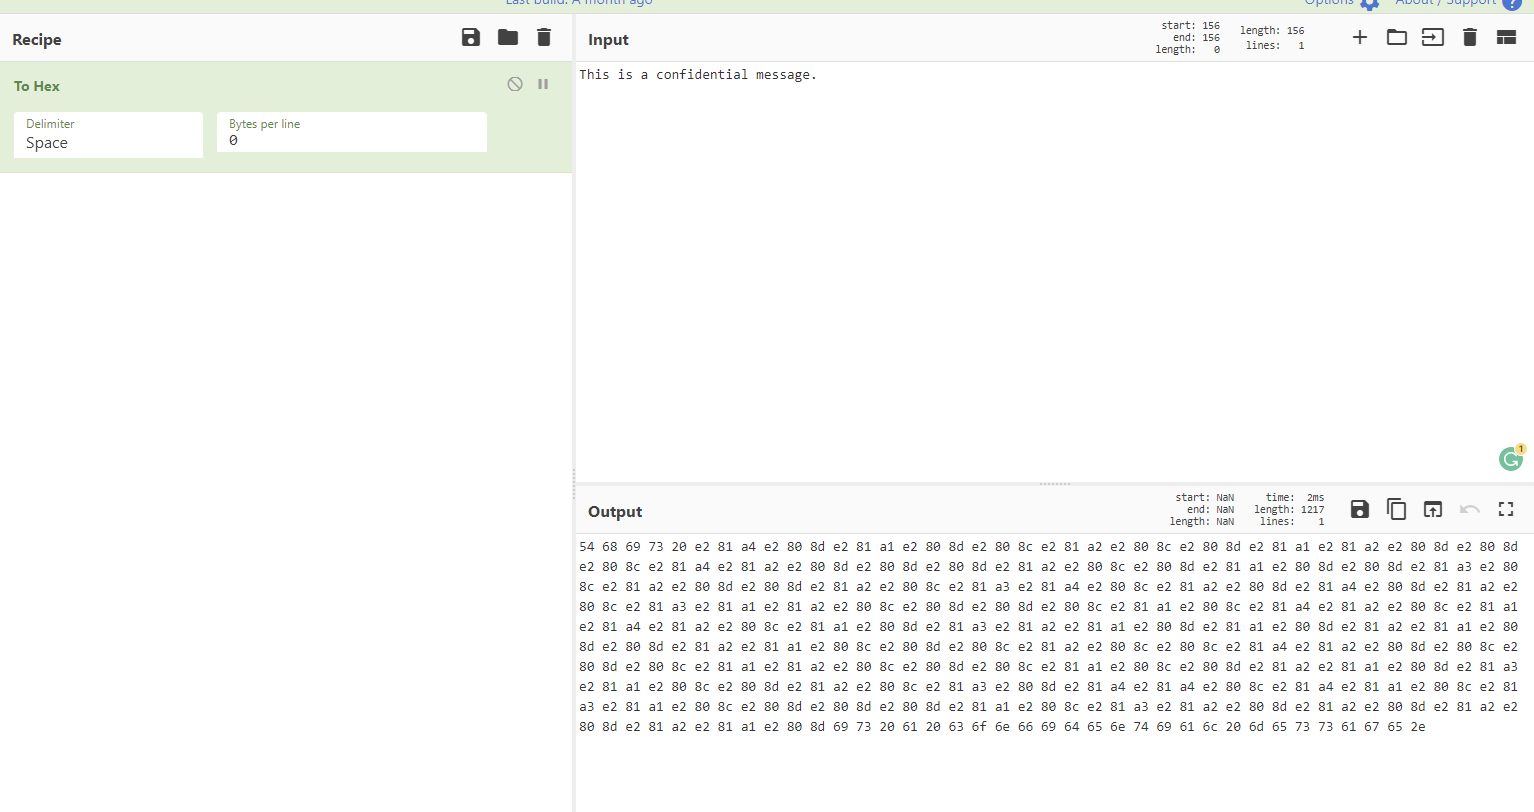 Last build: A month ago
Options
About / Support
Recipe
To Hex
Delimiter
Space
Bytes per line
0
Input
start: 156
end: 156
length: 0
length: 156
lines: 1
This is a confidential message.
1
Output
start: NaN
end: NaN
length: NaN
time: 2ms
length: 1217
lines: 1
54 68 69 73 20 e2 81 a4 e2 80 8d e2 81 a1 e2 80 8d e2 80 8c e2 81 a2 e2 80 8c e2 80 8d e2 81 a1 e2 81 a2 e2 80 8d e2 80 8d
e2 80 8c e2 81 a4 e2 81 a2 e2 80 8d e2 80 8d e2 80 8d e2 81 a2 e2 80 8c e2 80 8d e2 81 a1 e2 80 8d e2 80 8d e2 81 a3 e2 80
8c e2 81 a2 e2 80 8d e2 80 8d e2 81 a2 e2 80 8c e2 81 a3 e2 81 a4 e2 80 8c e2 81 a2 e2 80 8d e2 81 a4 e2 80 8d e2 81 a2 e2
80 8c e2 81 a3 e2 81 a1 e2 81 a2 e2 80 8c e2 80 8d e2 80 8d e2 80 8c e2 81 a1 e2 80 8c e2 81 a4 e2 81 a2 e2 80 8c e2 81 a1
e2 81 a4 e2 81 a2 e2 80 8c e2 81 a1 e2 80 8d e2 81 a3 e2 81 a2 e2 81 a1 e2 80 8d e2 81 a1 e2 80 8d e2 81 a2 e2 81 a1 e2 80
8d e2 80 8d e2 81 a2 e2 81 a1 e2 80 8c e2 80 8d e2 80 8c e2 81 a2 e2 80 8c e2 80 8c e2 81 a4 e2 81 a2 e2 80 8d e2 80 8c e2
80 8d e2 80 8c e2 81 a1 e2 81 a2 e2 80 8c e2 80 8d e2 80 8c e2 81 a1 e2 80 8c e2 80 8d e2 81 a2 e2 81 a1 e2 80 8d e2 81 a3
e2 81 a1 e2 80 8c e2 80 8d e2 81 a2 e2 80 8c e2 81 a3 e2 80 8d e2 81 a4 e2 81 a4 e2 80 8c e2 81 a4 e2 81 a1 e2 80 8c e2 81
a3 e2 81 a1 e2 80 8c e2 80 8d e2 80 8d e2 80 8d e2 81 a1 e2 80 8c e2 81 a3 e2 81 a2 e2 80 8d e2 81 a2 e2 80 8d e2 81 a2 e2
80 8d e2 81 a2 e2 81 a1 e2 80 8d 69 73 20 61 20 63 6f 6e 66 69 64 65 6e 74 69 61 6c 20 6d 65 73 73 61 67 65 2e